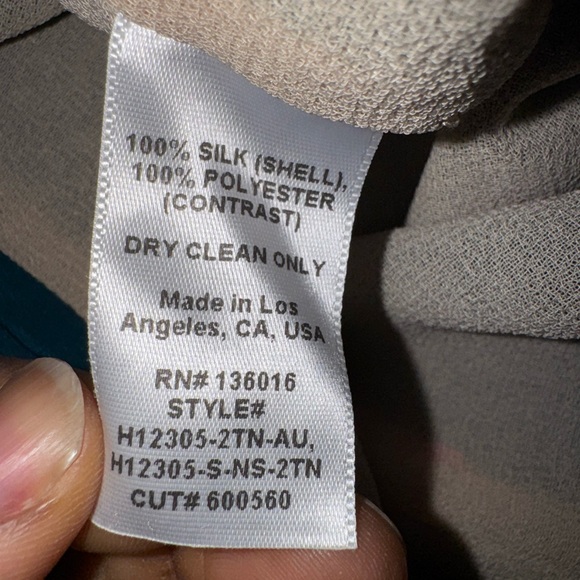 100% SILK (SHELL),
100% POLYESTER
(CONTRAST)
DRY CLEAN ONLY
Made in Los
Angeles, CA, USA
RN# 136016
STYLE#
H12305-2TN-AU,
H12305-S-NS-2TN
CUT# 600560